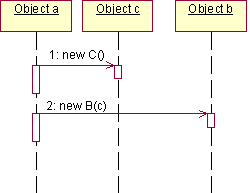 Object a
Object c
Object b
1: new C()
2: new B(c)